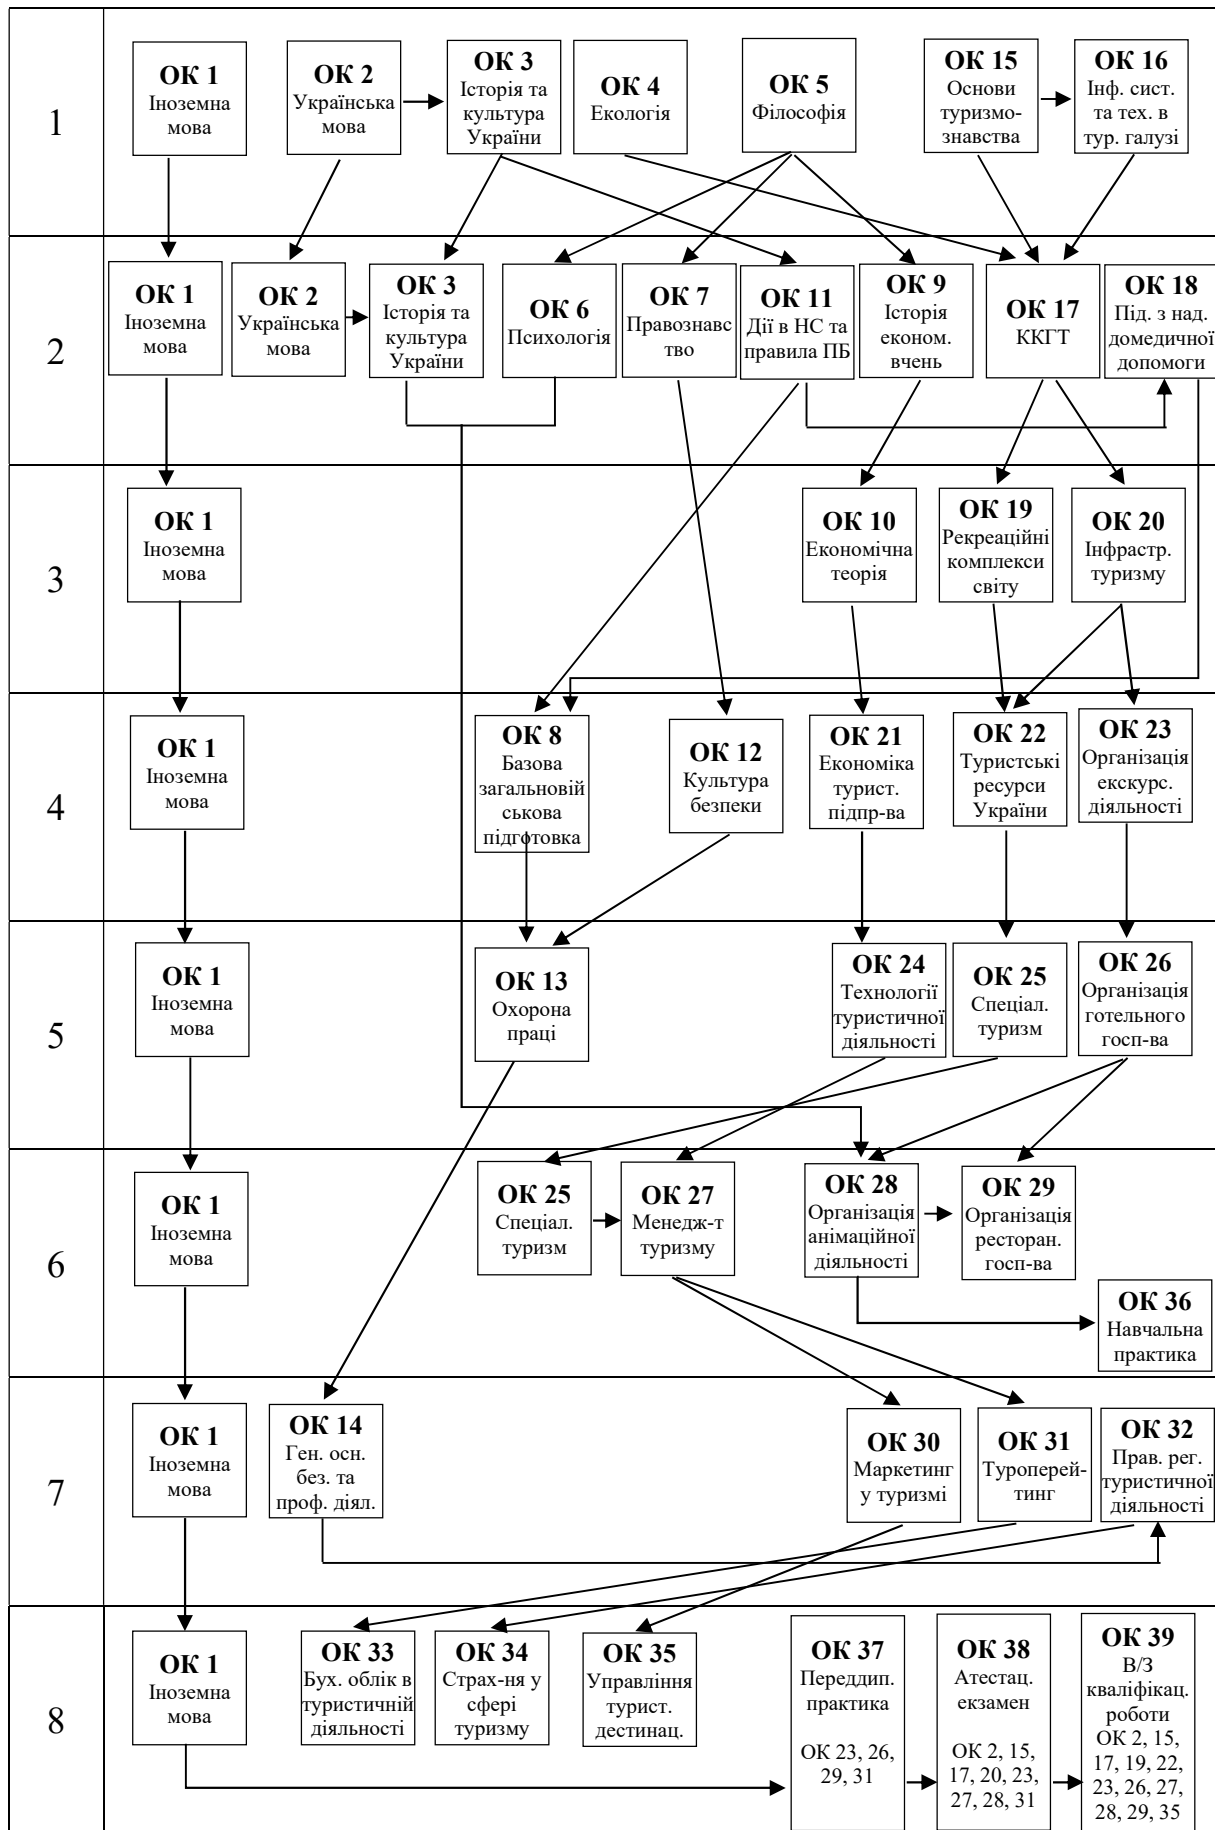 1
ОК 1
Іноземна
мова
ОК 2
Українська
мова
ОК 3
Історія та
культура
України
ОК 4
Екологія
ОК 5
Філософія
ОК 15
Основи
туризмо-
знавства
ОК 16
Інф. сист.
та тех. в
тур. галузі
2
ОК 1
Іноземна
мова
ОК 2
Українська
мова
ОК 3
Історія та
культура
України
ОК 6
Психологія
ОК 7
Правознавс
тво
ОК 11
Дії в НС та
правила ПБ
ОК 9
Історія
економ.
вчень
ОК 17
ККГТ
ОК 18
Під. з над.
домедичної
допомоги
3
ОК 1
Іноземна
мова
ОК 10
Економічна
теорія
ОК 19
Рекреаційні
комплекси
світу
ОК 20
Інфрастр.
туризму
4
ОК 1
Іноземна
мова
ОК 8
Базова
загальновій
ськова
підготовка
ОК 12
Культура
безпеки
ОК 21
Економіка
турист.
підпр-ва
ОК 22
Туристські
ресурси
України
ОК 23
Організація
екскурс.
діяльності
5
ОК 1
Іноземна
мова
ОК 13
Охорона
праці
ОК 24
Технології
туристичної
діяльності
ОК 25
Спеціал.
туризм
ОК 26
Організація
готельного
госп-ва
6
ОК 1
Іноземна
мова
ОК 25
Спеціал.
туризм
ОК 27
Менедж-т
туризму
ОК 28
Організація
анімаційної
діяльності
ОК 29
Організація
ресторан.
госп-ва
ОК 36
Навчальна
практика
7
ОК 1
Іноземна
мова
ОК 14
Ген. осн.
без. та
проф. діял.
ОК 30
Маркетинг
у туризмі
ОК 31
Туроперей-
тинг
ОК 32
Прав. рег.
туристичної
діяльності
8
ОК 1
Іноземна
мова
ОК 33
Бух. облік в
туристичній
діяльності
ОК 34
Страх-ня у
сфері
туризму
ОК 35
Управління
турист.
дестинац.
ОК 37
Переддип.
практика
ОК 23, 26,
29, 31
ОК 38
Атестац.
екзамен
ОК 2, 15,
17, 20, 23,
27, 28, 31
ОК 39
В/З
кваліфікац.
роботи
ОК 2, 15,
17, 19, 22,
23, 26, 27,
28, 29, 35